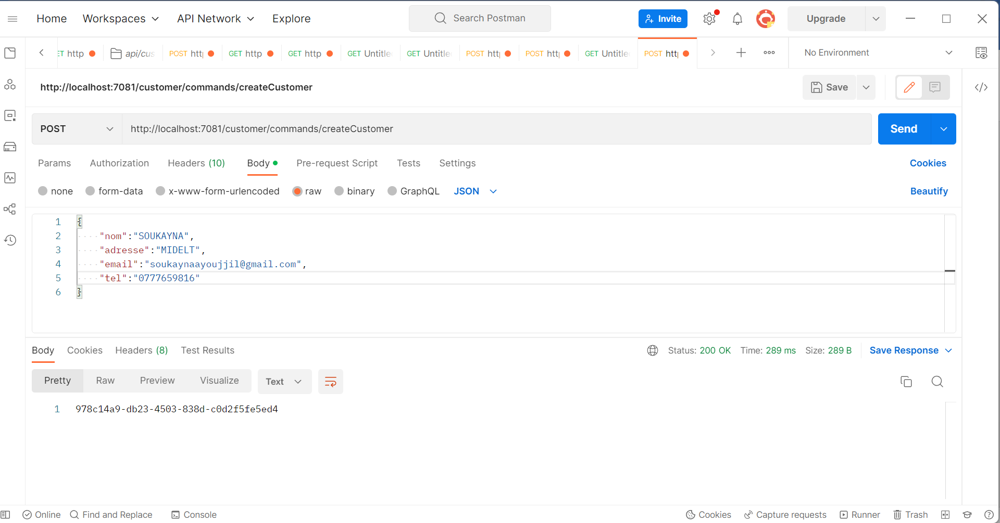 Home Workspaces API Network Explore Search Postman Invite Upgrade
ET http api/cus POST htt GET http GET http GET Untitle GET Untitle POST htt POST htt GET Untitle POST htt No Environment
http://localhost:7081/customer/commands/createCustomer Save
POST http://localhost:7081/customer/commands/createCustomer Send
Params Authorization Headers (10) Body Pre-request Script Tests Settings Cookies
none form-data x-www-form-urlencoded raw binary GraphQL JSON Beautify
1 {
2 "nom":"SOUKAYNA",
3 "adresse":"MIDELT",
4 "email":"soukaynaayoujjil@gmail.com",
5 "tel":"0777659816"
6 }
Body Cookies Headers (8) Test Results Status: 200 OK Time: 289 ms Size: 289 B Save Response
Pretty Raw Preview Visualize Text
1 978c14a9-db23-4503-838d-c0d2f5fe5ed4
Online Find and Replace Console Cookies Capture requests Runner Trash